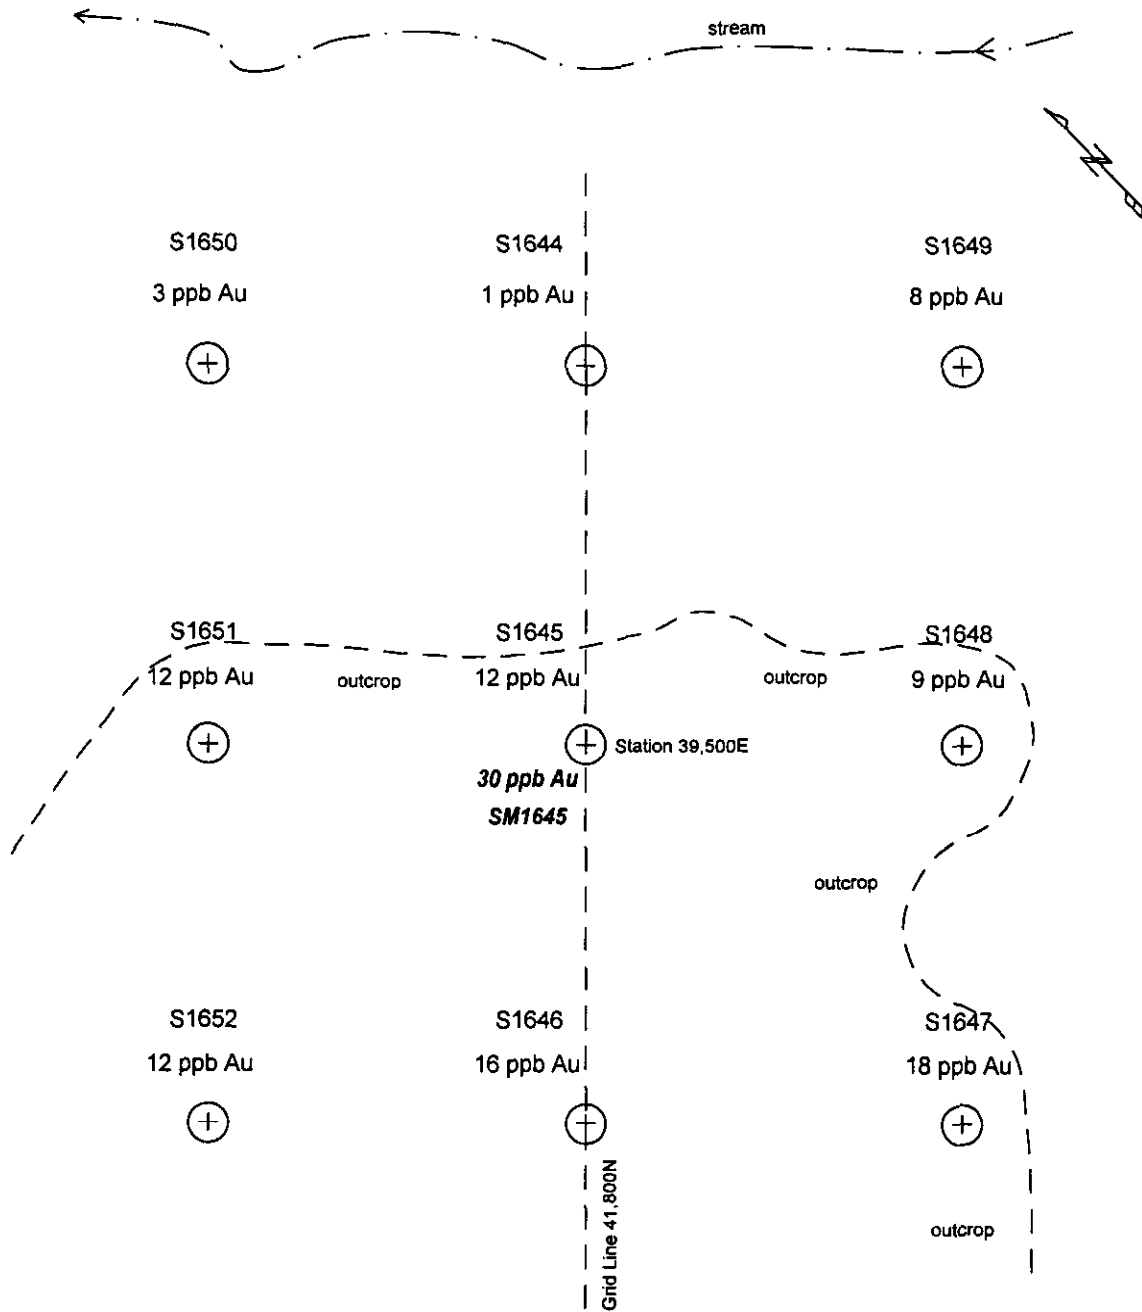 stream
N
S1650
S1644
S1649
3 ppb Au
1 ppb Au
8 ppb Au
S1651
S1645
S1648
12 ppb Au
outcrop
12 ppb Au
outcrop
9 ppb Au
Station 39,500E
30 ppb Au
SM1645
outcrop
S1652
S1646
S1647
12 ppb Au
16 ppb Au
18 ppb Au
Grid Line 41,800N
outcrop